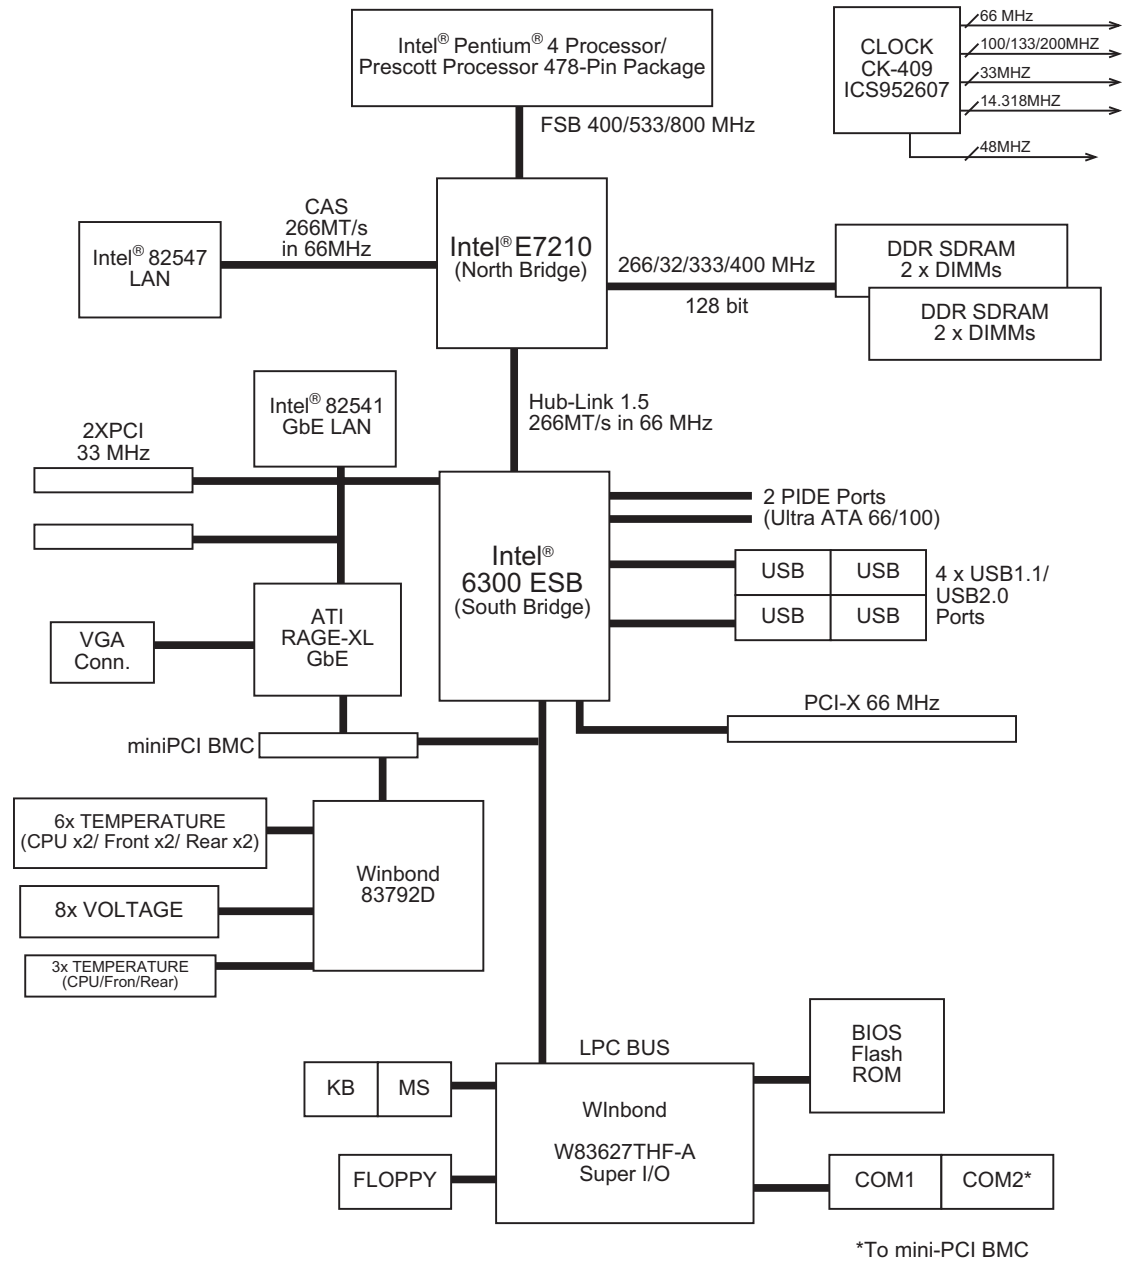 Intel® Pentium® 4 Processor/
Prescott Processor 478-Pin Package
CLOCK
CK-409
ICS952607
66 MHz
100/133/200MHZ
33MHZ
14.318MHZ
48MHZ
FSB 400/533/800 MHz
CAS
266MT/s
in 66MHz
Intel® 82547
LAN
Intel® E7210
(North Bridge)
266/32/333/400 MHz
128 bit
DDR SDRAM
2 x DIMMs
DDR SDRAM
2 x DIMMs
Intel® 82541
GbE LAN
Hub-Link 1.5
266MT/s in 66 MHz
2XPCI
33 MHz
2 PIDE Ports
(Ultra ATA 66/100)
Intel®
6300 ESB
(South Bridge)
USB
USB
USB
USB
4 x USB1.1/
USB2.0
Ports
ATI
RAGE-XL
GbE
VGA
Conn.
PCI-X 66 MHz
miniPCI BMC
6x TEMPERATURE
(CPU x2/ Front x2/ Rear x2)
Winbond
83792D
8x VOLTAGE
3x TEMPERATURE
(CPU/Fron/Rear)
LPC BUS
BIOS
Flash
ROM
KB
MS
WInbond
W83627THF-A
Super I/O
FLOPPY
COM1
COM2*
*To mini-PCI BMC